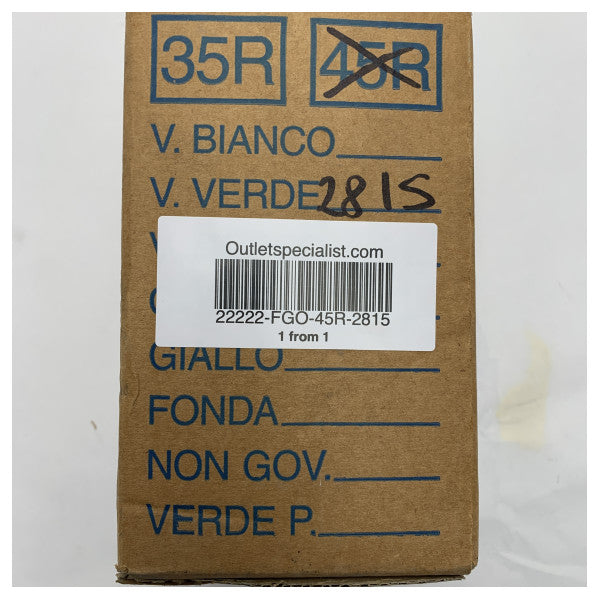 35R 45R
V. BIANCO
V. VERDE 2815
Outletspecialist.com
22222-FGO-45R-2815
1 from 1
GIALLO
FONDA
NON GOV.
VERDE P.